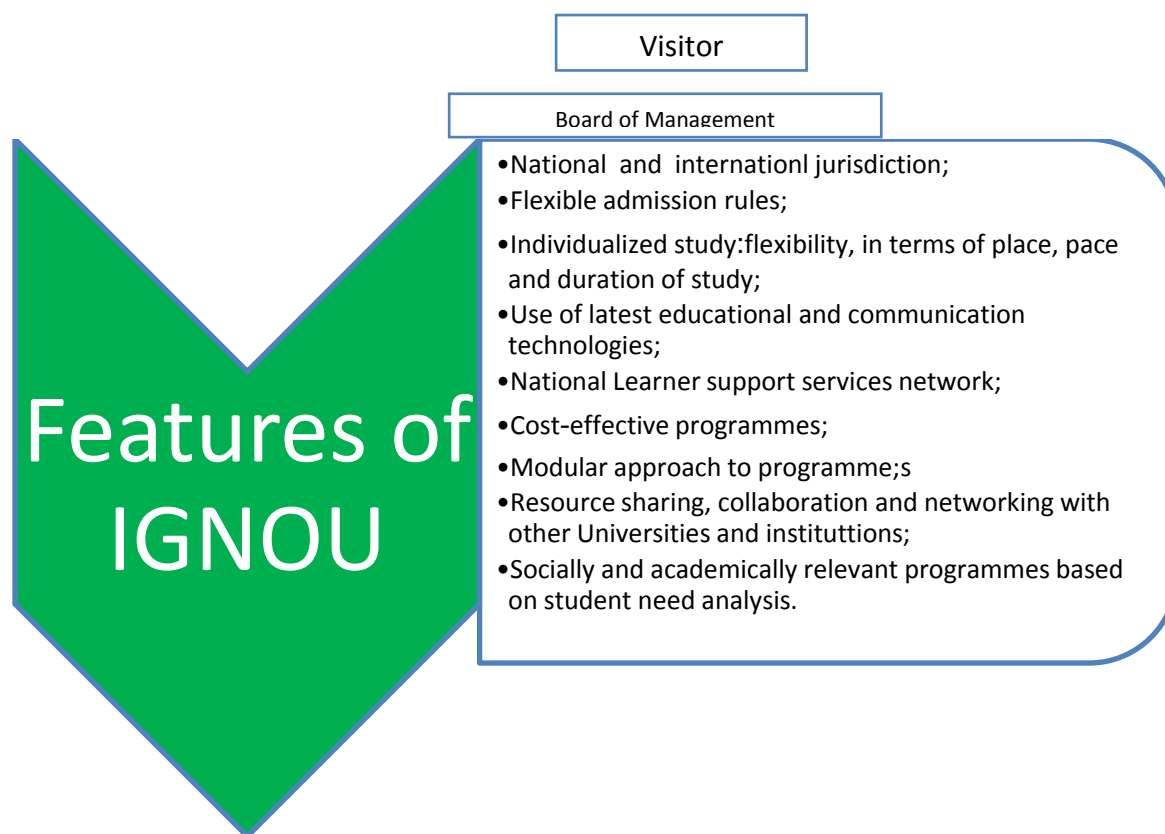 Visitor
Board of Management
Features of
IGNOU
•National and internationl jurisdiction;
•Flexible admission rules;
•Individualized study:flexibility, in terms of place, pace
and duration of study;
•Use of latest educational and communication
technologies;
•National Learner support services network;
•Cost-effective programmes;
•Modular approach to programme;s
•Resource sharing, collaboration and networking with
other Universities and instituttions;
•Socially and academically relevant programmes based
on student need analysis.